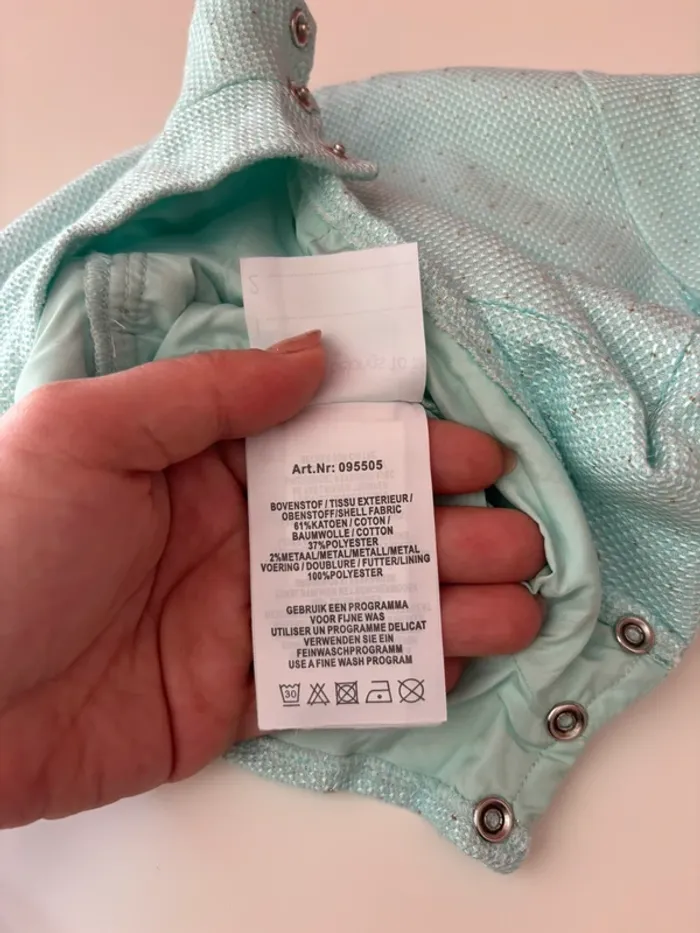 Art.Nr: 095505
BOVENSTOF / TISSU EXTERIEUR /
OBENSTOFF/SHELL FABRIC
61%KATOEN / COTON /
BAUMWOLLE / COTTON
37%POLYESTER
2%METAAL/METAL/METALL/METAL
VOERING / DOUBLURE / FUTTER/LINING
100%POLYESTER
GEBRUIK EEN PROGRAMMA
VOOR FIJNE WAS
UTILISER UN PROGRAMME DELICAT
VERWENDEN SIE EIN
FEINWASCHPROGRAMM
USE A FINE WASH PROGRAM
30